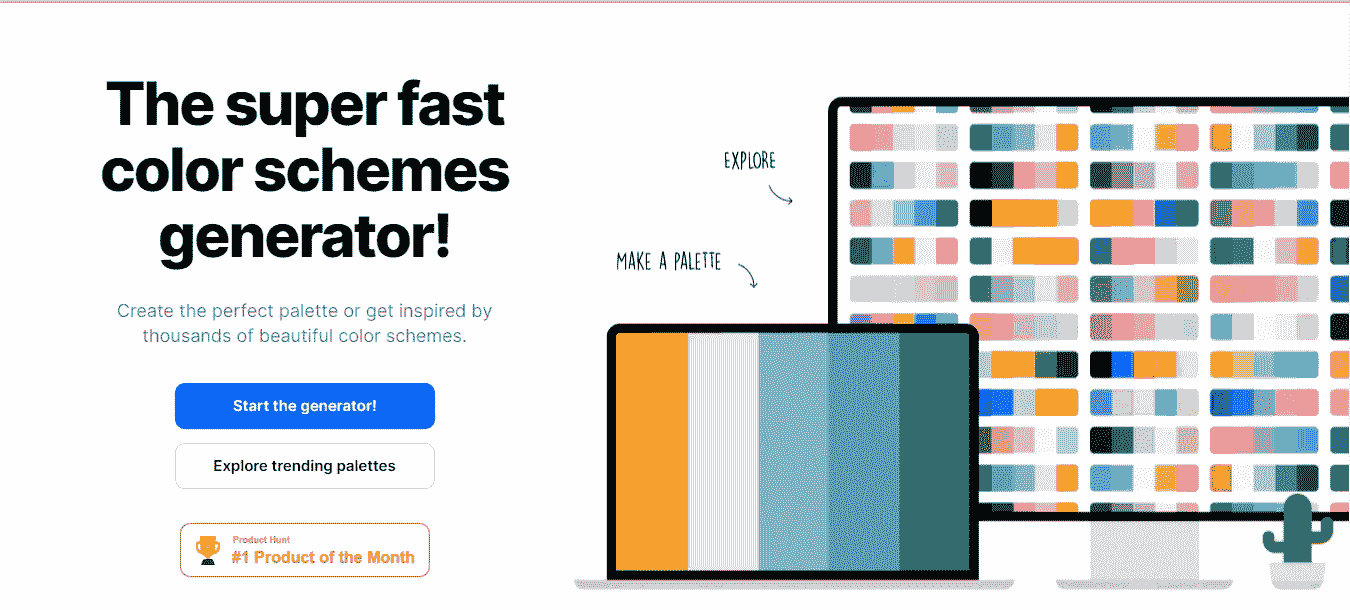 The super fast
color schemes
generator!
Create the perfect palette or get inspired by
thousands of beautiful color schemes.
Start the generator!
Explore trending palettes
Product Hunt
#1 Product of the Month
EXPLORE
MAKE A PALETTE